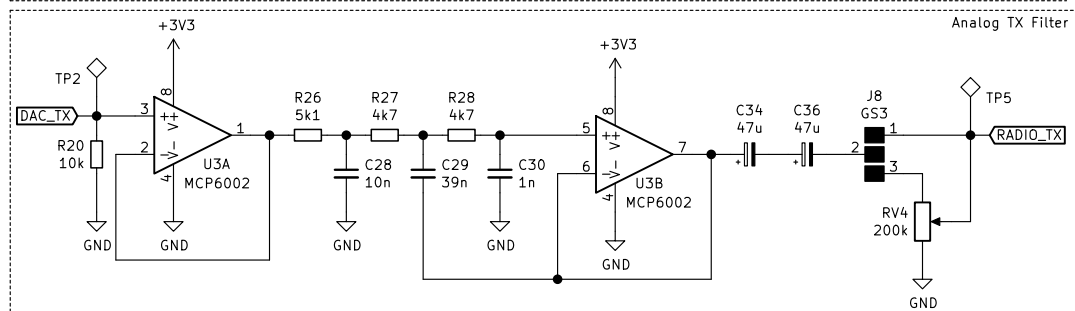 Analog TX Filter
+3V3
+3V3
TP2
DAC_TX
R20
10k
GND
3
2
8
4
1
+
-
V+
V-
U3A
MCP6002
GND
R26
5k1
R27
4k7
R28
4k7
C28
10n
C29
39n
C30
1n
GND
GND
5
6
8
4
7
+
-
V+
V-
U3B
MCP6002
GND
C34
47u
+
C36
47u
+
J8
GS3
1
2
3
TP5
RADIO_TX
RV4
200k
GND